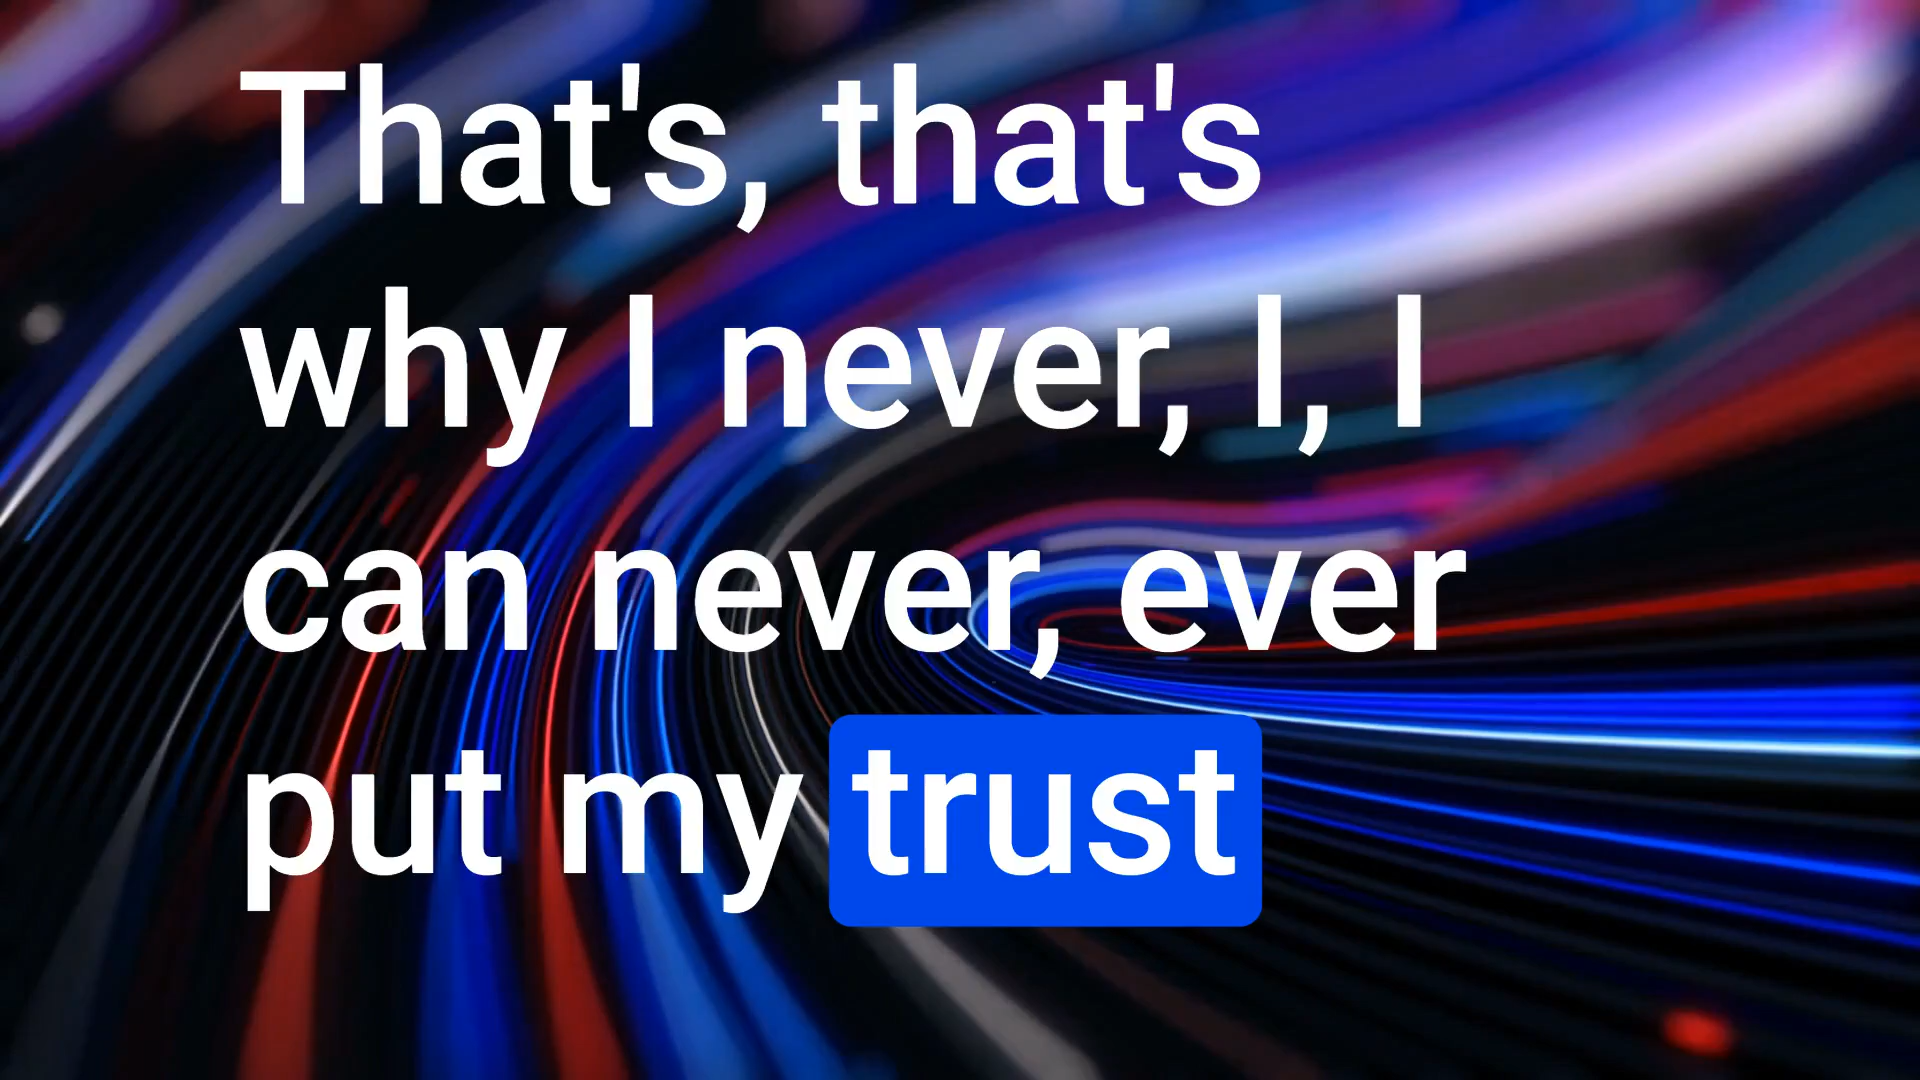 That's, that's
why I never, I, I
can never, ever
put my trust